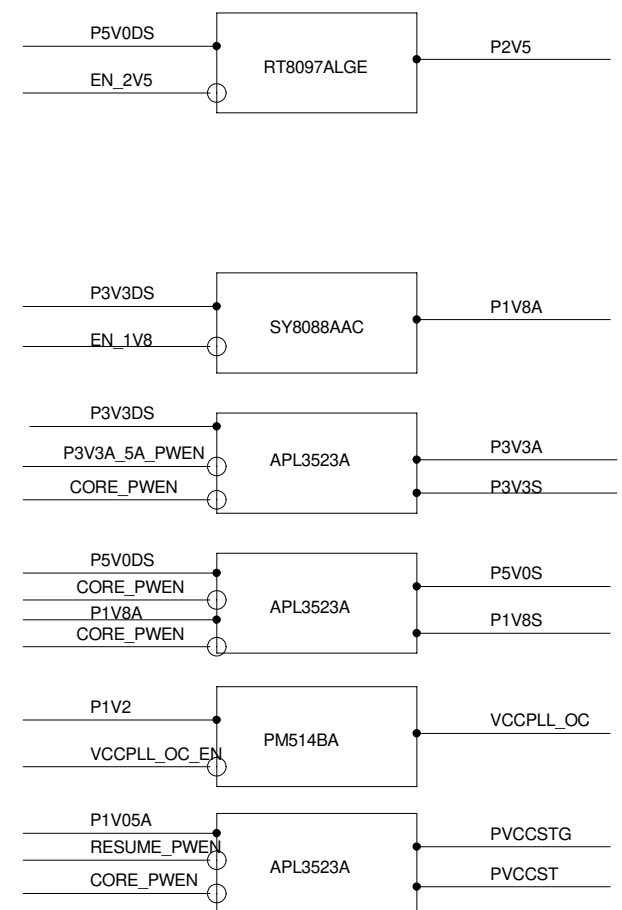 P5V0DS
P2V5
RT8097ALGE
EN_2V5
P3V3DS
P1V8A
SY8088AAC
EN_1V8
P3V3DS
P3V3A
P3V3A_5A_PWEN
APL3523A
CORE_PWEN
P3V3S
P5V0DS
P5V0S
CORE_PWEN
APL3523A
P1V8A
P1V8S
CORE_PWEN
P1V2
VCCPLL_OC
PM514BA
VCCPLL_OC_EN
P1V05A
PVCCSTG
RESUME_PWEN
APL3523A
PVCCST
CORE_PWEN